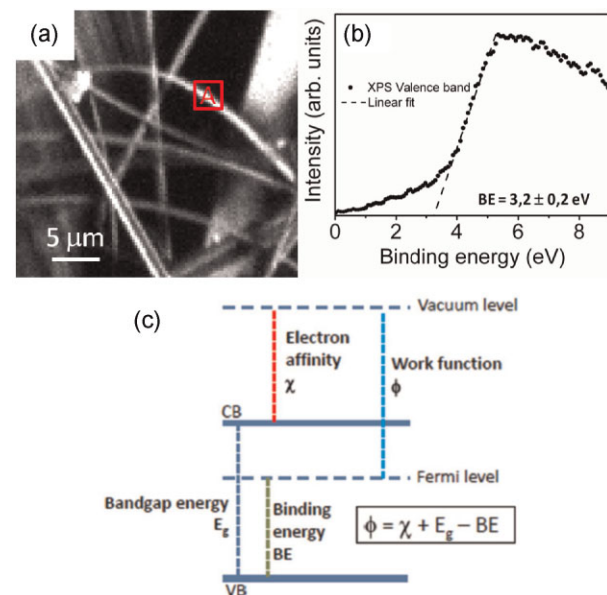 (a)
A
5 μm
(b)
Intensity (arb. units)
XPS Valence band
Linear fit
BE = 3,2 ± 0,2 eV
0 2 4 6 8
Binding energy (eV)
(c)
Vacuum level
Electron
affinity
χ
Work function
ϕ
CB
Fermi level
Bandgap energy
E_g
Binding
energy
BE
ϕ = χ + E_g – BE
VB